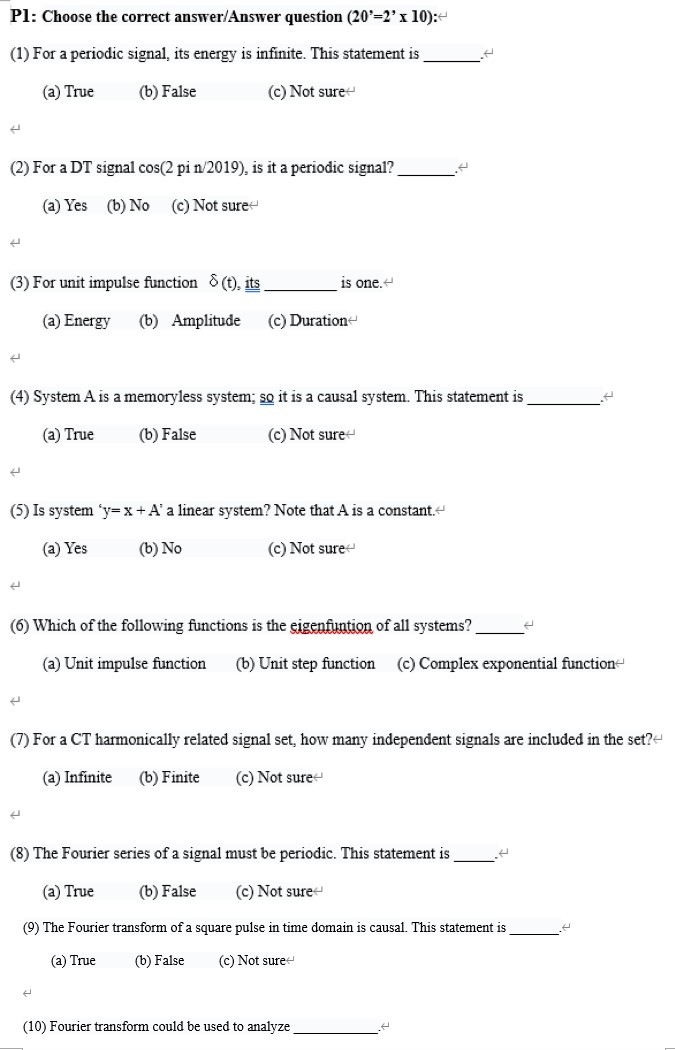 P1: Choose the correct answer/Answer question (20’=2’ x 10):↵
(1) For a periodic signal, its energy is infinite. This statement is _______.↵
(a) True (b) False (c) Not sure↵
↵
(2) For a DT signal cos(2 pi n/2019), is it a periodic signal? _______.↵
(a) Yes (b) No (c) Not sure↵
↵
(3) For unit impulse function δ(t), its _________ is one.↵
(a) Energy (b) Amplitude (c) Duration↵
↵
(4) System A is a memoryless system; so it is a causal system. This statement is _________.↵
(a) True (b) False (c) Not sure↵
↵
(5) Is system ‘y= x + A’ a linear system? Note that A is a constant.↵
(a) Yes (b) No (c) Not sure↵
↵
(6) Which of the following functions is the eigenfuntion of all systems? ______↵
(a) Unit impulse function (b) Unit step function (c) Complex exponential function↵
↵
(7) For a CT harmonically related signal set, how many independent signals are included in the set?↵
(a) Infinite (b) Finite (c) Not sure↵
↵
(8) The Fourier series of a signal must be periodic. This statement is _____.↵
(a) True (b) False (c) Not sure↵
(9) The Fourier transform of a square pulse in time domain is causal. This statement is _______.↵
(a) True (b) False (c) Not sure↵
↵
(10) Fourier transform could be used to analyze ____________.↵